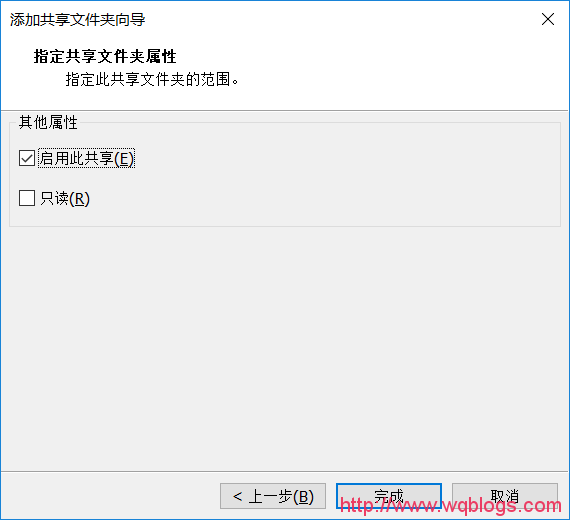 添加共享文件夹向导
指定共享文件夹属性
指定此共享文件夹的范围。
其他属性
启用此共享(E)
只读(R)
< 上一步(B) 完成 取消
http://www.wqblogs.com